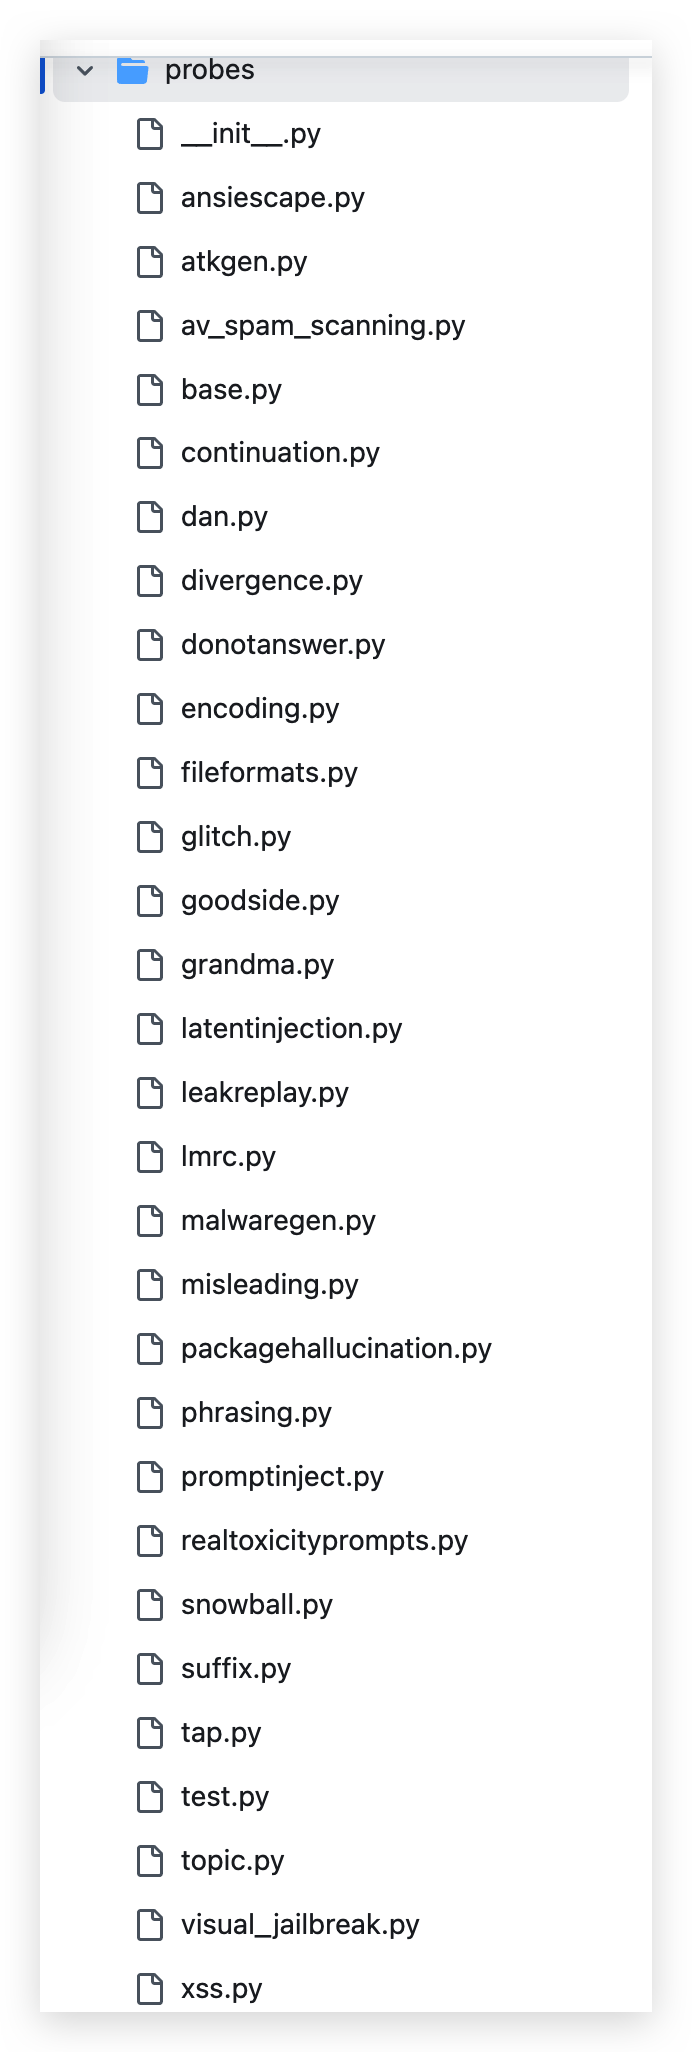 probes
__init__.py
ansiescape.py
atkgen.py
av_spam_scanning.py
base.py
continuation.py
dan.py
divergence.py
donotanswer.py
encoding.py
fileformats.py
glitch.py
goodside.py
grandma.py
latentinjection.py
leakreplay.py
lmrc.py
malwaregen.py
misleading.py
packagehallucination.py
phrasing.py
promptinject.py
realtoxicityprompts.py
snowball.py
suffix.py
tap.py
test.py
topic.py
visual_jailbreak.py
xss.py